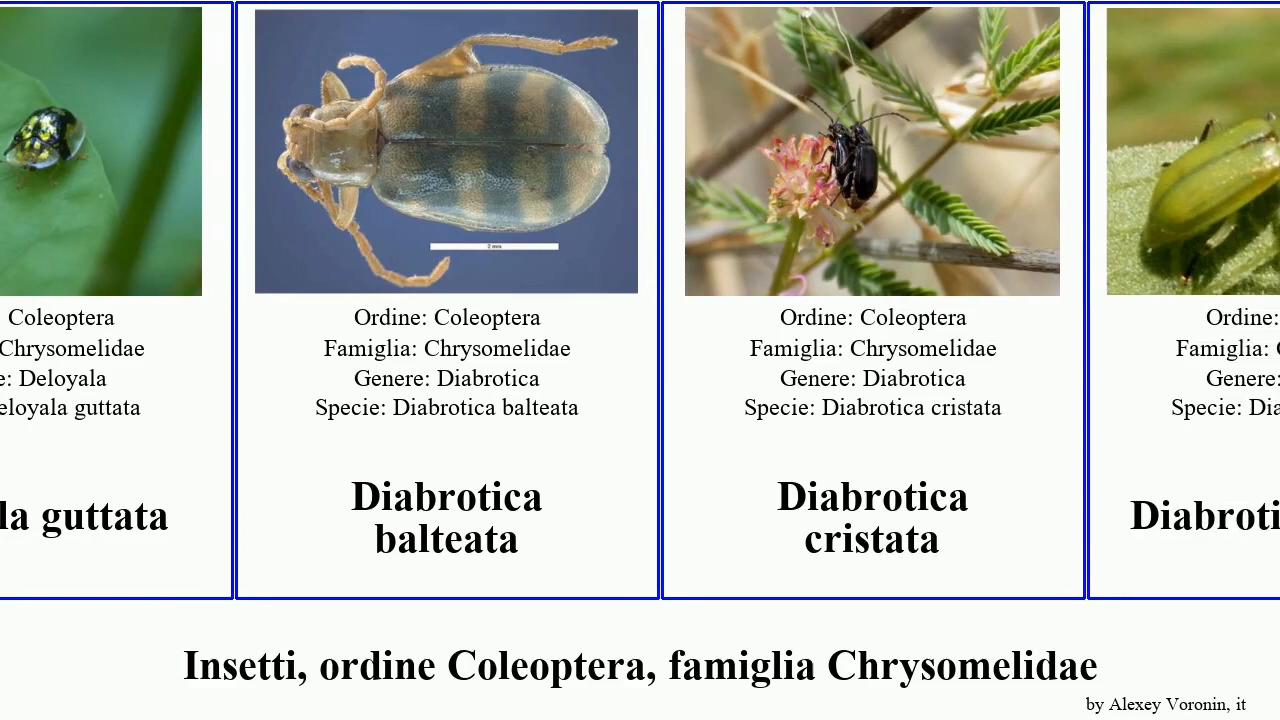 Coleoptera
Chrysomelidae
e: Deloyala
eloyala guttata
la guttata
2 mm
Ordine: Coleoptera
Famiglia: Chrysomelidae
Genere: Diabrotica
Specie: Diabrotica balteata
Diabrotica
balteata
Ordine: Coleoptera
Famiglia: Chrysomelidae
Genere: Diabrotica
Specie: Diabrotica cristata
Diabrotica
cristata
Ordine:
Famiglia:
Genere:
Specie: Dia
Diabroti
Insetti, ordine Coleoptera, famiglia Chrysomelidae
by Alexey Voronin, it